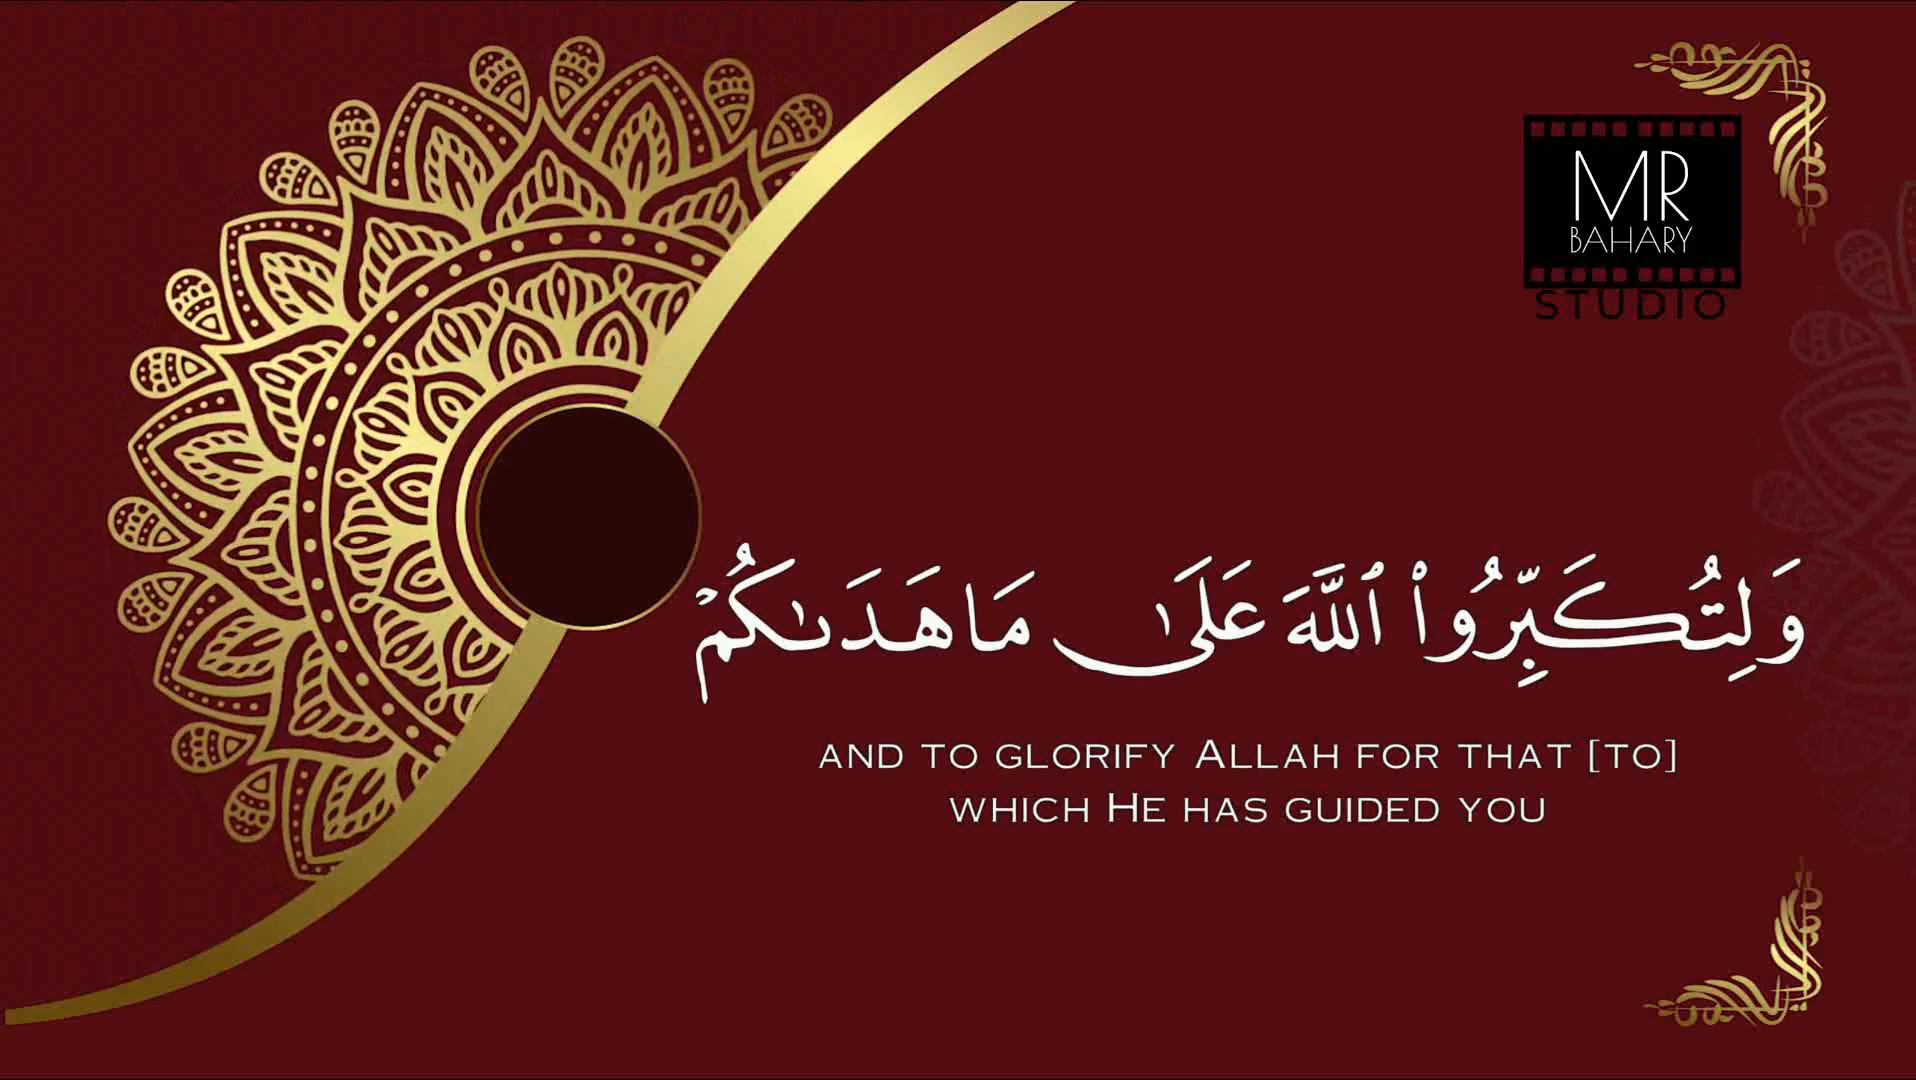 MR
BAHARY
STUDIO
وَلِتُكَبِّرُوا۟ ٱللَّهَ عَلَىٰ مَا هَدَىٰكُمْ
AND TO GLORIFY ALLAH FOR THAT [TO]
WHICH HE HAS GUIDED YOU